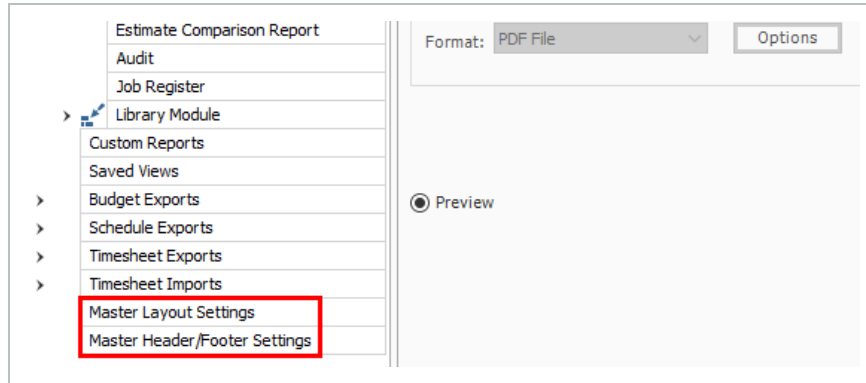 Estimate Comparison Report
Audit
Job Register
Library Module
Custom Reports
Saved Views
Budget Exports
Schedule Exports
Timesheet Exports
Timesheet Imports
Master Layout Settings
Master Header/Footer Settings
Format: PDF File Options
Preview